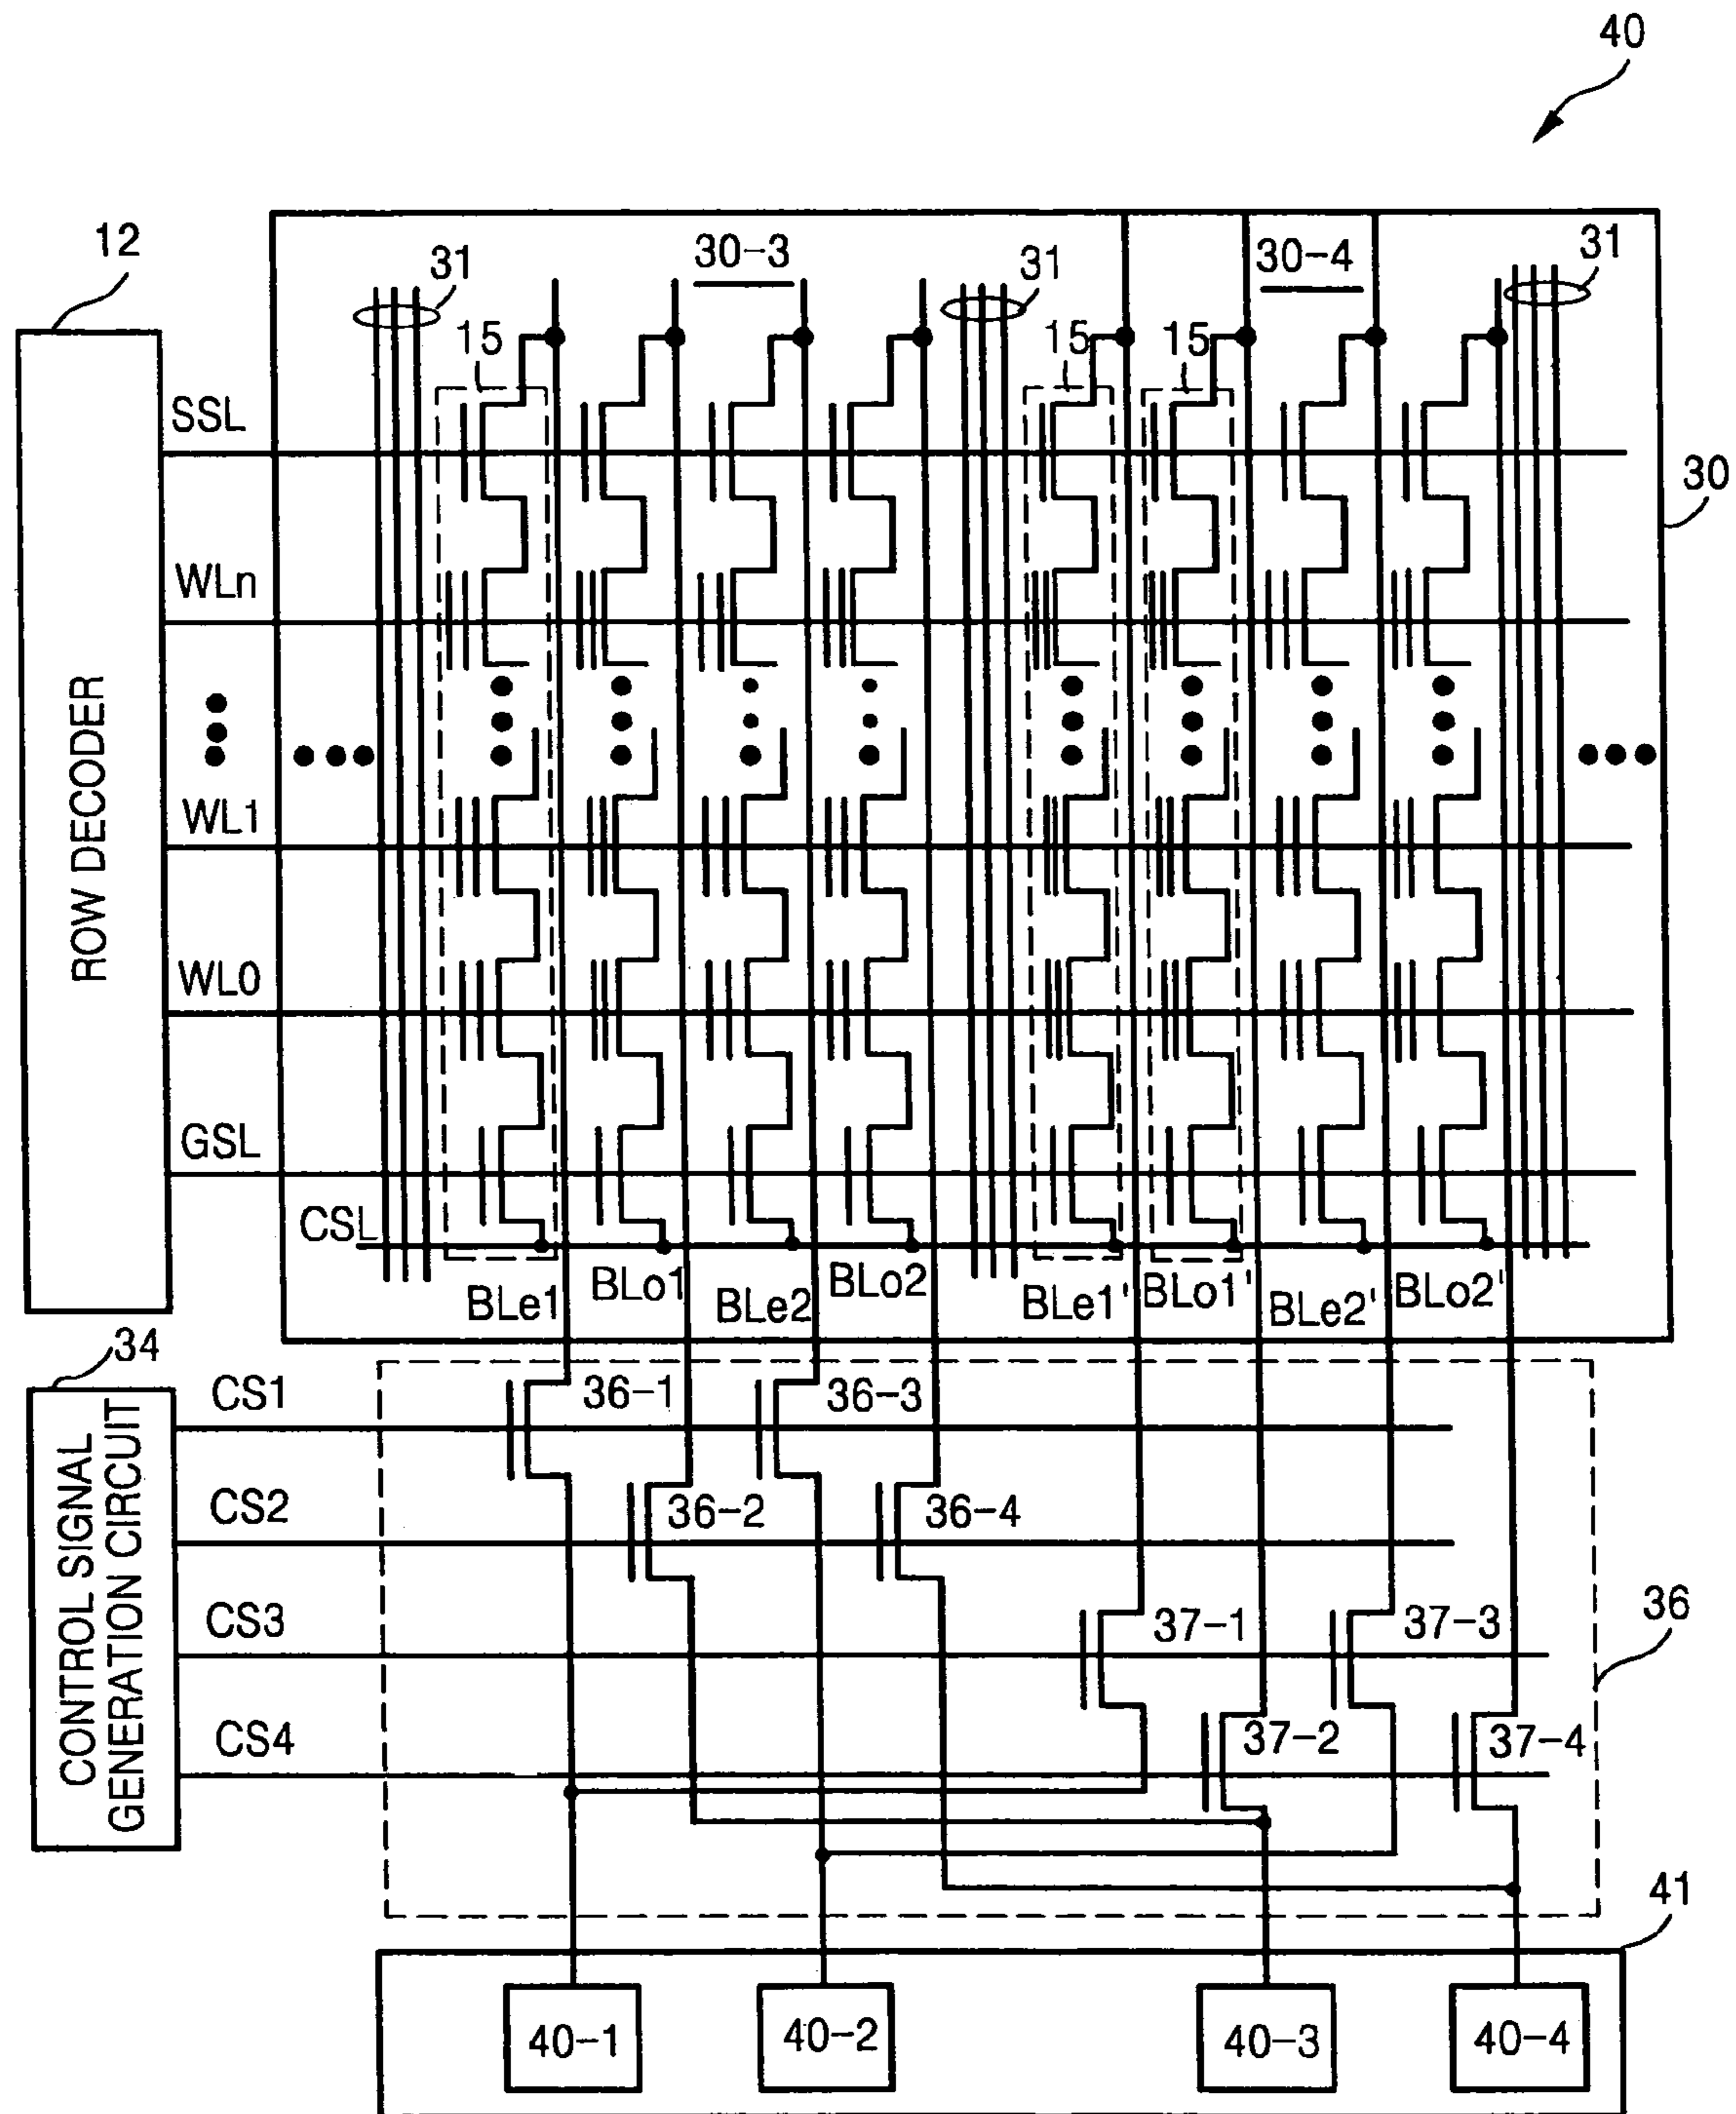 40
12
31
30-3
31
30-4
31
15
15
15
SSL
30
WLn
ROW DECODER
WL1
WL0
GSL
CSL
BLe1
BLo1
BLe2
BLo2
BLe1'
BLo1'
BLe2'
BLo2'
34
CS1
36-1
36-3
CONTROL SIGNAL
GENERATION CIRCUIT
CS2
36-2
36-4
CS3
37-1
37-3
36
CS4
37-2
37-4
41
40-1
40-2
40-3
40-4